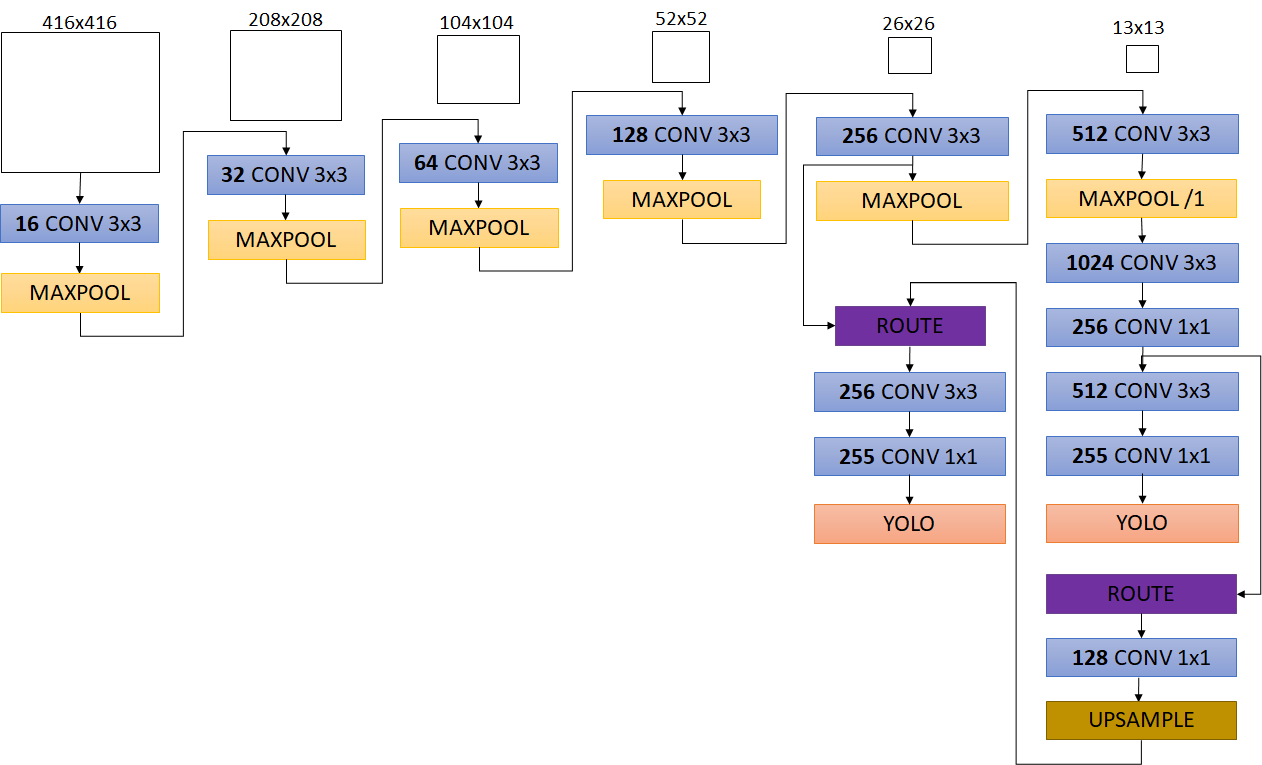 416x416
16 CONV 3x3
MAXPOOL
208x208
32 CONV 3x3
MAXPOOL
104x104
64 CONV 3x3
MAXPOOL
52x52
128 CONV 3x3
MAXPOOL
26x26
256 CONV 3x3
MAXPOOL
ROUTE
256 CONV 3x3
255 CONV 1x1
YOLO
13x13
512 CONV 3x3
MAXPOOL /1
1024 CONV 3x3
256 CONV 1x1
512 CONV 3x3
255 CONV 1x1
YOLO
ROUTE
128 CONV 1x1
UPSAMPLE